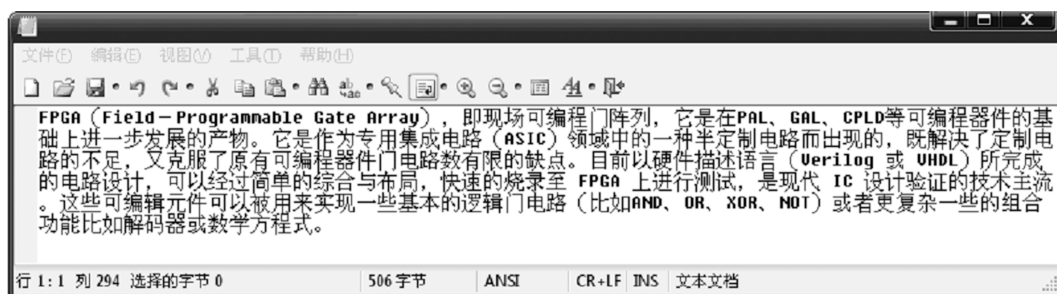 文件(F) 编辑(E) 视图(V) 工具(T) 帮助(H)
FPGA（Field－Programmable Gate Array），即现场可编程门阵列，它是在PAL、GAL、CPLD等可编程器件的基
础上进一步发展的产物。它是作为专用集成电路（ASIC）领域中的一种半定制电路而出现的，既解决了定制电
路的不足，又克服了原有可编程器件门电路数有限的缺点。目前以硬件描述语言（Verilog 或 VHDL）所完成
的电路设计，可以经过简单的综合与布局，快速的烧录至 FPGA 上进行测试，是现代 IC 设计验证的技术主流
。这些可编辑元件可以被用来实现一些基本的逻辑门电路（比如AND、OR、XOR、NOT）或者更复杂一些的组合
功能比如解码器或数学方程式。
行 1:1 列 294 选择的字节 0 506 字节 ANSI CR+LF INS 文本文档